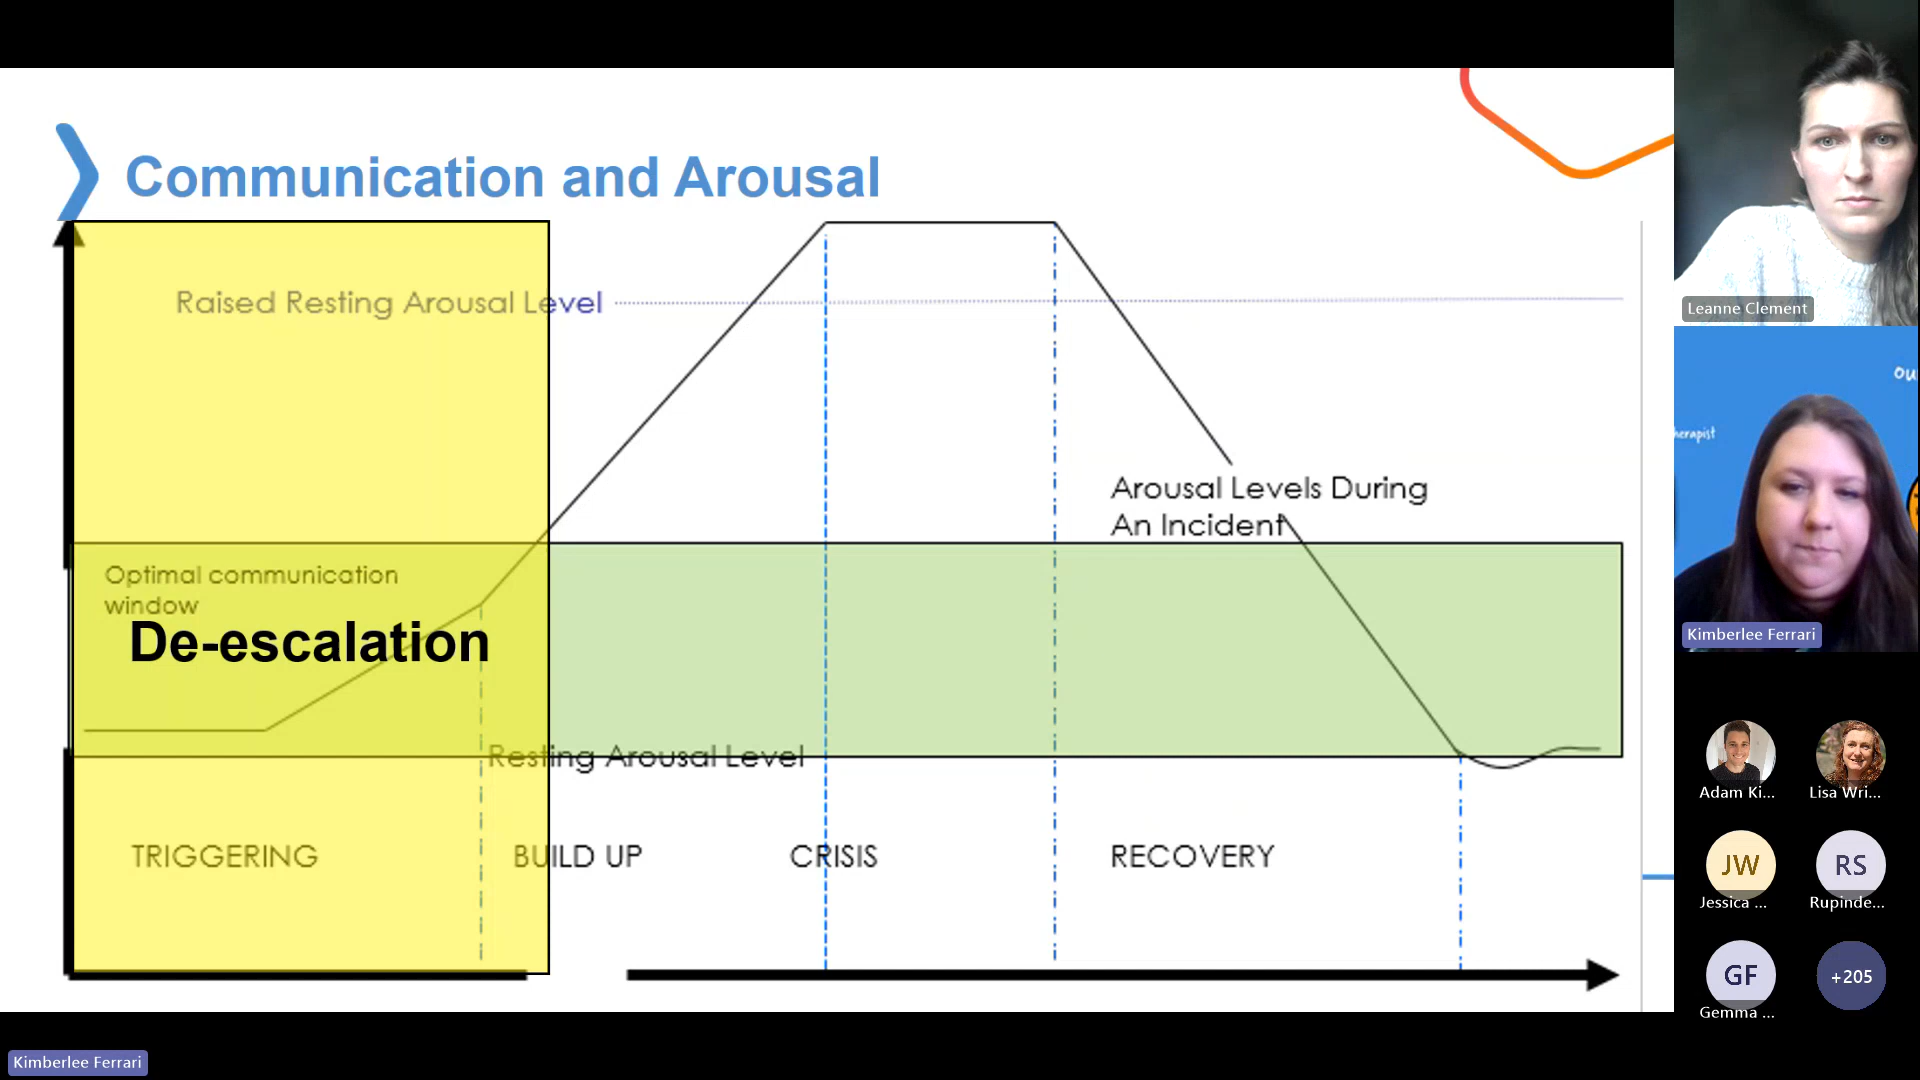 Communication and Arousal
Raised Resting Arousal Level
Arousal Levels During
An Incident
Optimal communication
window
De-escalation
Resting Arousal Level
TRIGGERING
BUILD UP
CRISIS
RECOVERY
Kimberlee Ferrari
Leanne Clement
ou
herapist
Kimberlee Ferrari
Adam Ki...
Lisa Wri...
JW
Jessica ...
RS
Rupinde...
GF
Gemma ...
+205